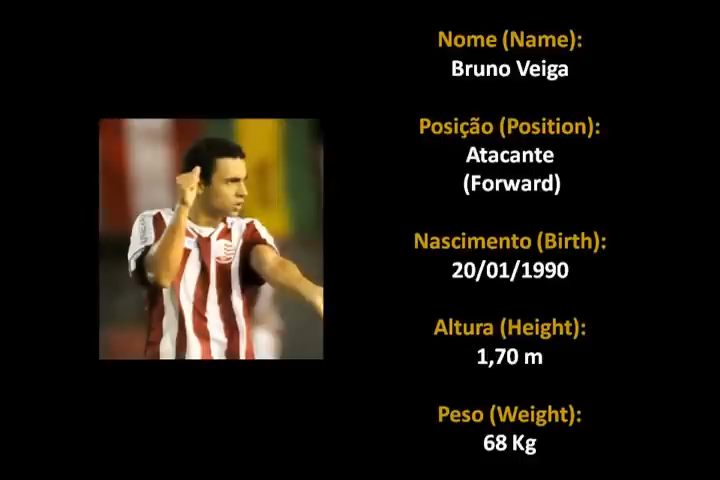 Nome (Name):
Bruno Veiga
Posição (Position):
Atacante
(Forward)
Nascimento (Birth):
20/01/1990
Altura (Height):
1,70 m
Peso (Weight):
68 Kg